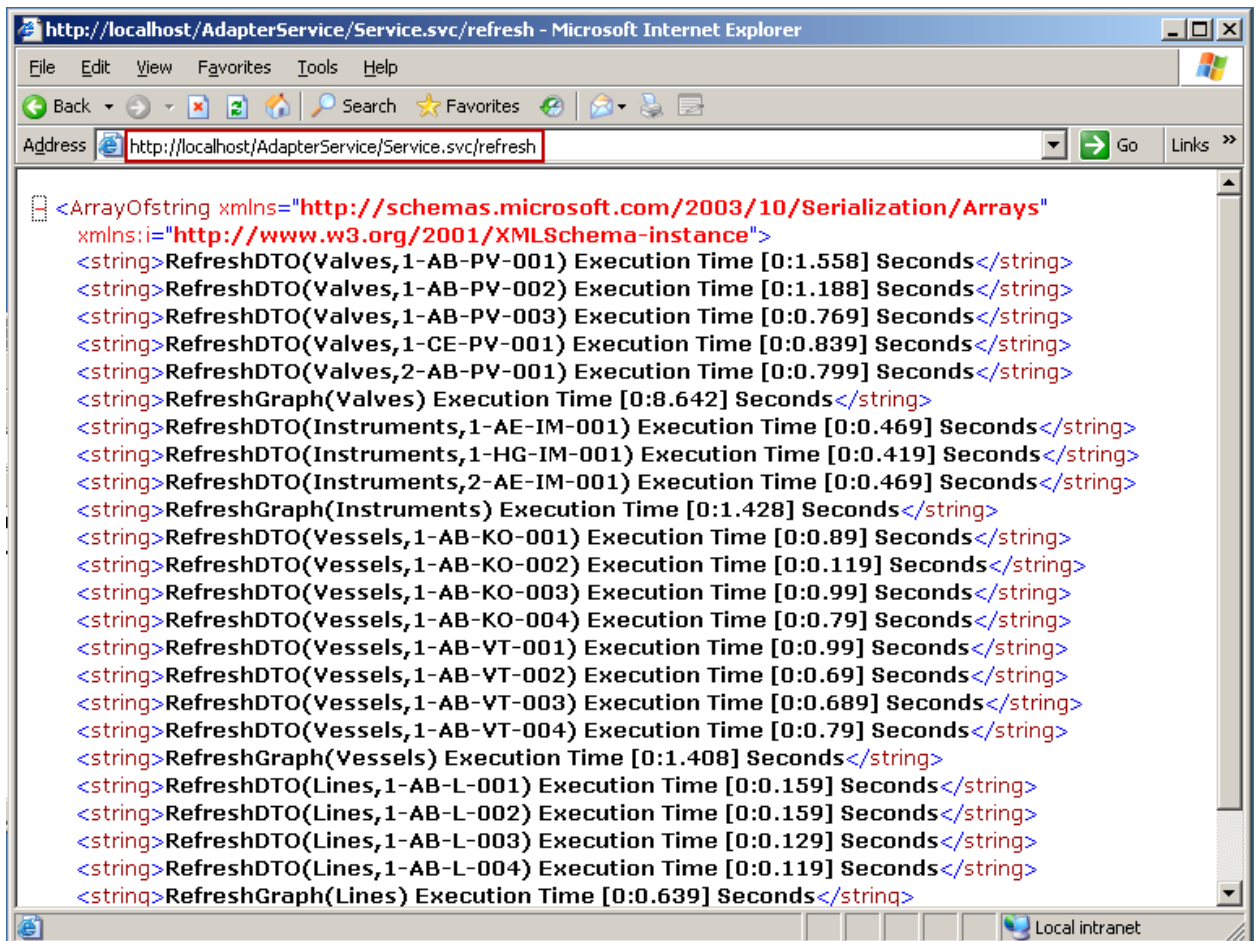 http://localhost/AdapterService/Service.svc/refresh - Microsoft Internet Explorer
File Edit View Favorites Tools Help
Back Search Favorites
Address http://localhost/AdapterService/Service.svc/refresh Go Links »
- <ArrayOfstring xmlns="http://schemas.microsoft.com/2003/10/Serialization/Arrays"
xmlns:i="http://www.w3.org/2001/XMLSchema-instance">
<string>RefreshDTO(Valves,1-AB-PV-001) Execution Time [0:1.558] Seconds</string>
<string>RefreshDTO(Valves,1-AB-PV-002) Execution Time [0:1.188] Seconds</string>
<string>RefreshDTO(Valves,1-AB-PV-003) Execution Time [0:0.769] Seconds</string>
<string>RefreshDTO(Valves,1-CE-PV-001) Execution Time [0:0.839] Seconds</string>
<string>RefreshDTO(Valves,2-AB-PV-001) Execution Time [0:0.799] Seconds</string>
<string>RefreshGraph(Valves) Execution Time [0:8.642] Seconds</string>
<string>RefreshDTO(Instruments,1-AE-IM-001) Execution Time [0:0.469] Seconds</string>
<string>RefreshDTO(Instruments,1-HG-IM-001) Execution Time [0:0.419] Seconds</string>
<string>RefreshDTO(Instruments,2-AE-IM-001) Execution Time [0:0.469] Seconds</string>
<string>RefreshGraph(Instruments) Execution Time [0:1.428] Seconds</string>
<string>RefreshDTO(Vessels,1-AB-KO-001) Execution Time [0:0.89] Seconds</string>
<string>RefreshDTO(Vessels,1-AB-KO-002) Execution Time [0:0.119] Seconds</string>
<string>RefreshDTO(Vessels,1-AB-KO-003) Execution Time [0:0.99] Seconds</string>
<string>RefreshDTO(Vessels,1-AB-KO-004) Execution Time [0:0.79] Seconds</string>
<string>RefreshDTO(Vessels,1-AB-VT-001) Execution Time [0:0.99] Seconds</string>
<string>RefreshDTO(Vessels,1-AB-VT-002) Execution Time [0:0.69] Seconds</string>
<string>RefreshDTO(Vessels,1-AB-VT-003) Execution Time [0:0.689] Seconds</string>
<string>RefreshDTO(Vessels,1-AB-VT-004) Execution Time [0:0.79] Seconds</string>
<string>RefreshGraph(Vessels) Execution Time [0:1.408] Seconds</string>
<string>RefreshDTO(Lines,1-AB-L-001) Execution Time [0:0.159] Seconds</string>
<string>RefreshDTO(Lines,1-AB-L-002) Execution Time [0:0.159] Seconds</string>
<string>RefreshDTO(Lines,1-AB-L-003) Execution Time [0:0.129] Seconds</string>
<string>RefreshDTO(Lines,1-AB-L-004) Execution Time [0:0.119] Seconds</string>
<string>RefreshGraph(Lines) Execution Time [0:0.639] Seconds</string>
Local intranet